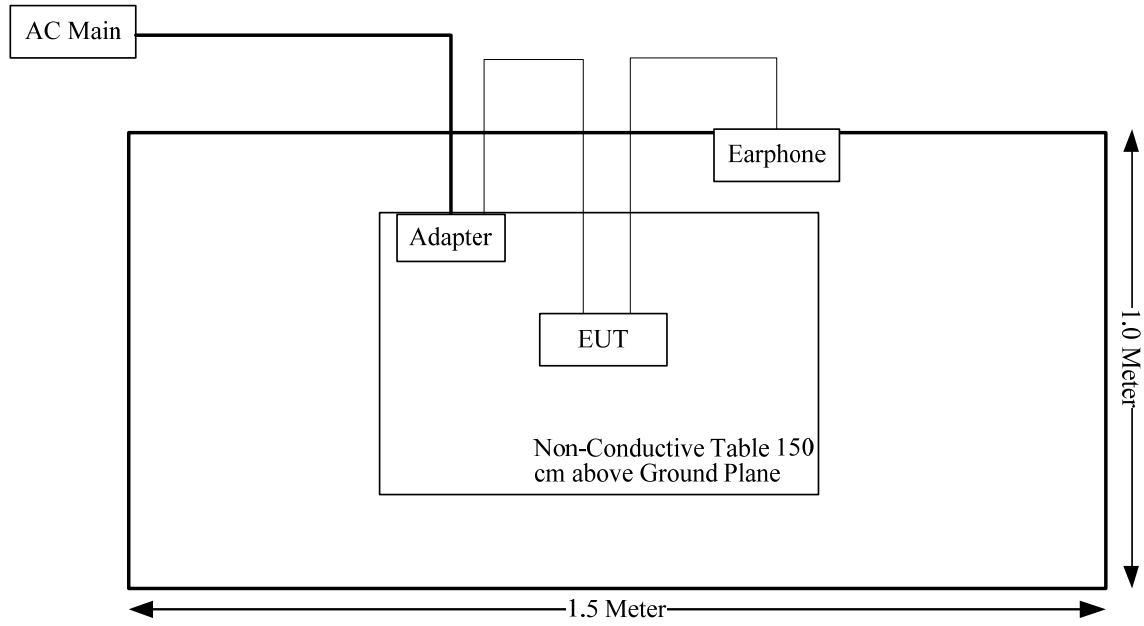 AC Main
Earphone
Adapter
EUT
Non-Conductive Table 150
cm above Ground Plane
1.0 Meter
1.5 Meter